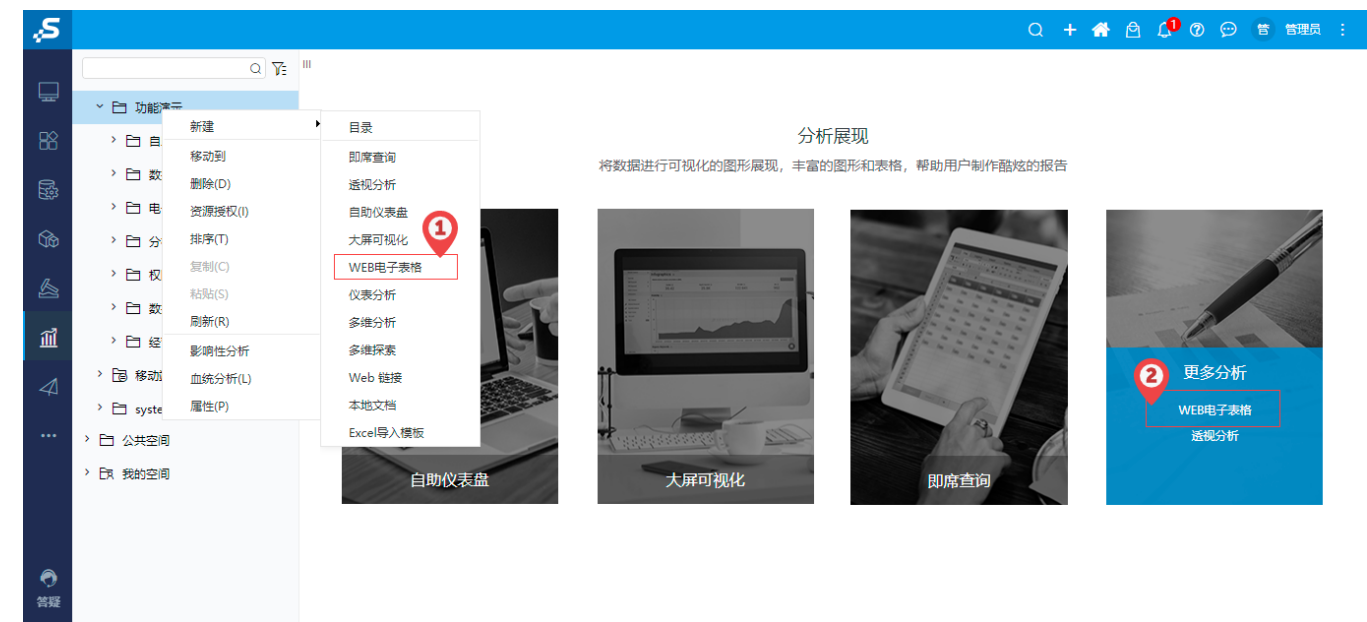 S
1
管 管理员
功能演示
自
数
电
分
权
数
经
移动
syste
公共空间
我的空间
答疑
新建
移动到
删除(D)
资源授权(I)
排序(T)
复制(C)
粘贴(S)
刷新(R)
影响性分析
血统分析(L)
属性(P)
目录
即席查询
透视分析
自助仪表盘
大屏可视化
1
WEB电子表格
仪表分析
多维分析
多维探索
Web 链接
本地文档
Excel导入模板
分析展现
将数据进行可视化的图形展现，丰富的图形和表格，帮助用户制作酷炫的报告
自助仪表盘
大屏可视化
即席查询
更多分析
2
WEB电子表格
透视分析